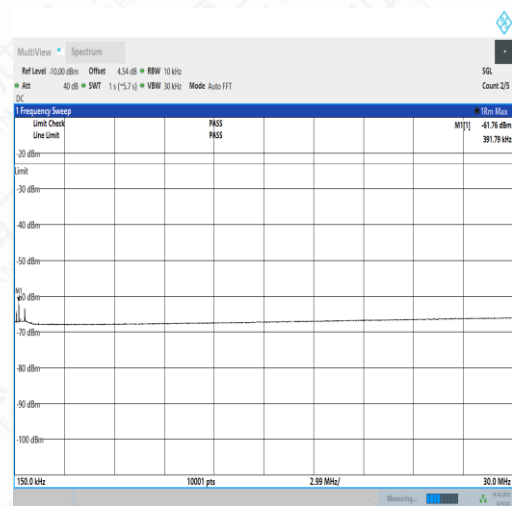 MultiView Spectrum
Ref Level -10.00 dBm Offset 4.54 dB RBW 10 kHz SGL
Att 40 dB SWT 1 s (~5.7 s) VBW 30 kHz Mode Auto FFT Count 2/5
DC
1 Frequency Sweep 1Rm Max
Limit Check PASS M1[1] -61.76 dBm
Line Limit PASS 391.79 kHz
-20 dBm
Limit
-30 dBm
-40 dBm
-50 dBm
M1
-60 dBm
-70 dBm
-80 dBm
-90 dBm
-100 dBm
150.0 kHz 10001 pts 2.99 MHz/ 30.0 MHz
Measuring...